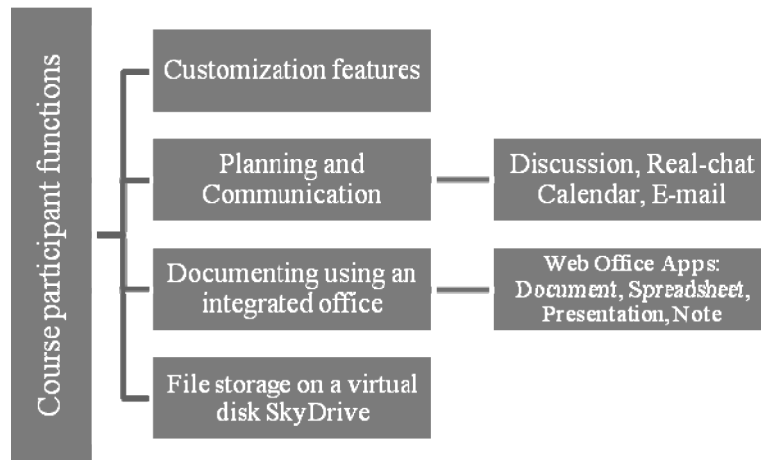 Course participant functions
Customization features
Planning and
Communication
Discussion, Real-chat
Calendar, E-mail
Documenting using an
integrated office
Web Office Apps:
Document, Spreadsheet,
Presentation, Note
File storage on a virtual
disk SkyDrive